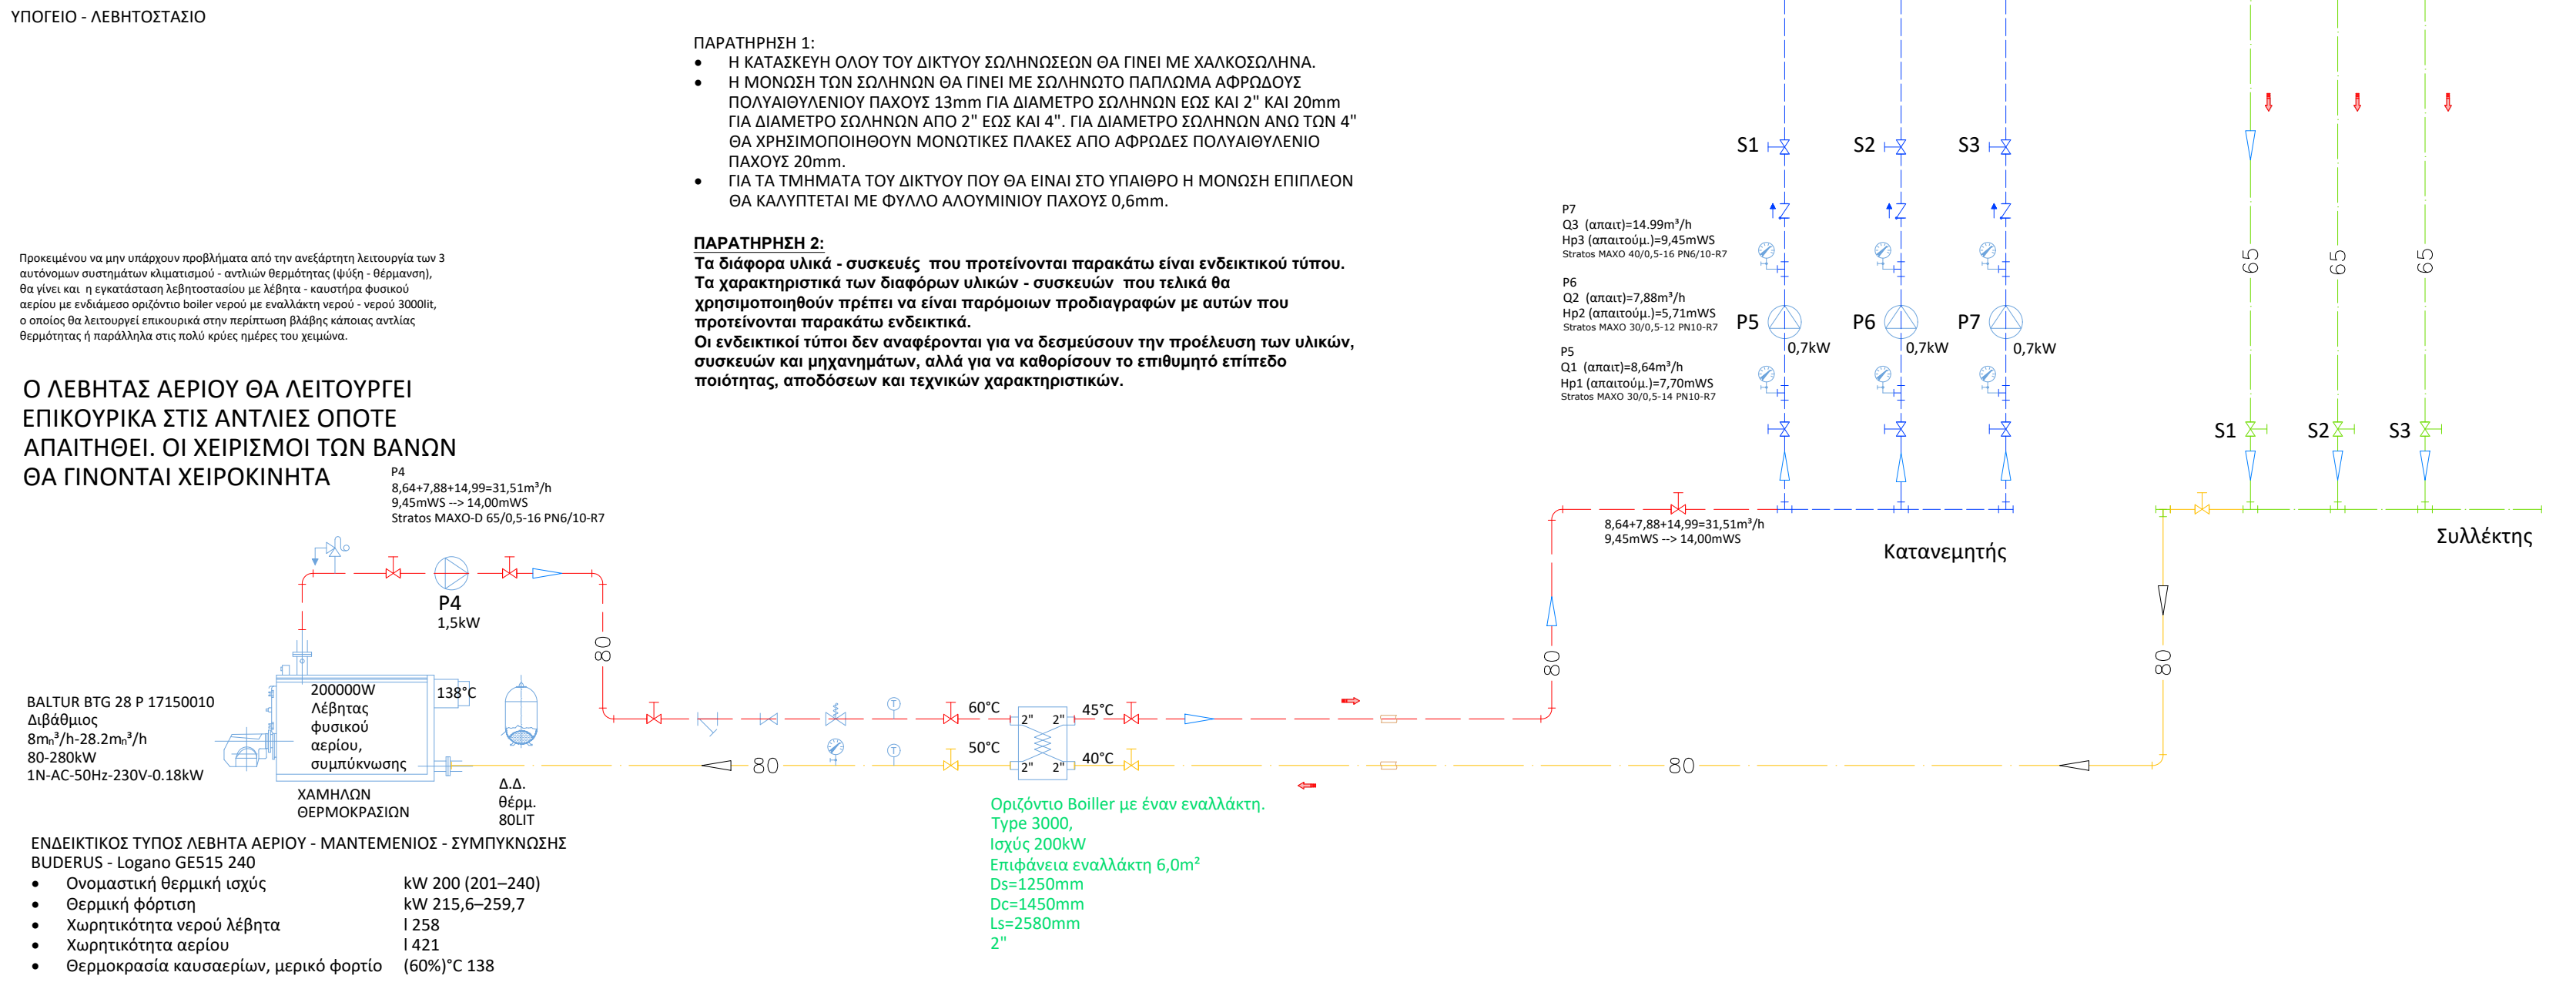 ΥΠΟΓΕΙΟ - ΛΕΒΗΤΟΣΤΑΣΙΟ
ΠΑΡΑΤΗΡΗΣΗ 1:
• Η ΚΑΤΑΣΚΕΥΗ ΟΛΟΥ ΤΟΥ ΔΙΚΤΥΟΥ ΣΩΛΗΝΩΣΕΩΝ ΘΑ ΓΙΝΕΙ ΜΕ ΧΑΛΚΟΣΩΛΗΝΑ.
• Η ΜΟΝΩΣΗ ΤΩΝ ΣΩΛΗΝΩΝ ΘΑ ΓΙΝΕΙ ΜΕ ΣΩΛΗΝΩΤΟ ΠΑΠΛΩΜΑ ΑΦΡΩΔΟΥΣ
ΠΟΛΥΑΙΘΥΛΕΝΙΟΥ ΠΑΧΟΥΣ 13mm ΓΙΑ ΔΙΑΜΕΤΡΟ ΣΩΛΗΝΩΝ ΕΩΣ ΚΑΙ 2" ΚΑΙ 20mm
ΓΙΑ ΔΙΑΜΕΤΡΟ ΣΩΛΗΝΩΝ ΑΠΟ 2" ΕΩΣ ΚΑΙ 4". ΓΙΑ ΔΙΑΜΕΤΡΟ ΣΩΛΗΝΩΝ ΑΝΩ ΤΩΝ 4"
ΘΑ ΧΡΗΣΙΜΟΠΟΙΗΘΟΥΝ ΜΟΝΩΤΙΚΕΣ ΠΛΑΚΕΣ ΑΠΟ ΑΦΡΩΔΕΣ ΠΟΛΥΑΙΘΥΛΕΝΙΟ
ΠΑΧΟΥΣ 20mm.
• ΓΙΑ ΤΑ ΤΜΗΜΑΤΑ ΤΟΥ ΔΙΚΤΥΟΥ ΠΟΥ ΘΑ ΕΙΝΑΙ ΣΤΟ ΥΠΑΙΘΡΟ Η ΜΟΝΩΣΗ ΕΠΙΠΛΕΟΝ
ΘΑ ΚΑΛΥΠΤΕΤΑΙ ΜΕ ΦΥΛΛΟ ΑΛΟΥΜΙΝΙΟΥ ΠΑΧΟΥΣ 0,6mm.
ΠΑΡΑΤΗΡΗΣΗ 2:
Τα διάφορα υλικά - συσκευές που προτείνονται παρακάτω είναι ενδεικτικού τύπου.
Τα χαρακτηριστικά των διαφόρων υλικών - συσκευών που τελικά θα
χρησιμοποιηθούν πρέπει να είναι παρόμοιων προδιαγραφών με αυτών που
προτείνονται παρακάτω ενδεικτικά.
Οι ενδεικτικοί τύποι δεν αναφέρονται για να δεσμεύσουν την προέλευση των υλικών,
συσκευών και μηχανημάτων, αλλά για να καθορίσουν το επιθυμητό επίπεδο
ποιότητας, αποδόσεων και τεχνικών χαρακτηριστικών.
Προκειμένου να μην υπάρχουν προβλήματα από την ανεξάρτητη λειτουργία των 3
αυτόνομων συστημάτων κλιματισμού - αντλιών θερμότητας (ψύξη - θέρμανση),
θα γίνει και η εγκατάσταση λεβητοστασίου με λέβητα - καυστήρα φυσικού
αερίου με ενδιάμεσο οριζόντιο boiler νερού με εναλλάκτη νερού - νερού 3000lit,
ο οποίος θα λειτουργεί επικουρικά στην περίπτωση βλάβης κάποιας αντλίας
θερμότητας ή παράλληλα στις πολύ κρύες ημέρες του χειμώνα.
Ο ΛΕΒΗΤΑΣ ΑΕΡΙΟΥ ΘΑ ΛΕΙΤΟΥΡΓΕΙ
ΕΠΙΚΟΥΡΙΚΑ ΣΤΙΣ ΑΝΤΛΙΕΣ ΟΠΟΤΕ
ΑΠΑΙΤΗΘΕΙ. ΟΙ ΧΕΙΡΙΣΜΟΙ ΤΩΝ ΒΑΝΩΝ
ΘΑ ΓΙΝΟΝΤΑΙ ΧΕΙΡΟΚΙΝΗΤΑ
P4
8,64+7,88+14,99=31,51m³/h
9,45mWS --> 14,00mWS
Stratos MAXO-D 65/0,5-16 PN6/10-R7
P4
1,5kW
80
P7
Q3 (απαιτ)=14.99m³/h
Hp3 (απαιτούμ.)=9,45mWS
Stratos MAXO 40/0,5-16 PN6/10-R7
P6
Q2 (απαιτ)=7,88m³/h
Hp2 (απαιτούμ.)=5,71mWS
Stratos MAXO 30/0,5-12 PN10-R7
P5
Q1 (απαιτ)=8,64m³/h
Hp1 (απαιτούμ.)=7,70mWS
Stratos MAXO 30/0,5-14 PN10-R7
S1 S2 S3
P5 P6 P7
0,7kW 0,7kW 0,7kW
65 65 65
S1 S2 S3
8,64+7,88+14,99=31,51m³/h
9,45mWS --> 14,00mWS
Κατανεμητής
Συλλέκτης
80
80
BALTUR BTG 28 P 17150010
Διβάθμιος
8mₙ³/h-28.2mₙ³/h
80-280kW
1N-AC-50Hz-230V-0.18kW
200000W
Λέβητας
φυσικού
αερίου,
συμπύκνωσης
138°C
ΧΑΜΗΛΩΝ
ΘΕΡΜΟΚΡΑΣΙΩΝ
Δ.Δ.
θέρμ.
80LIT
T
T
60°C 2" 2" 45°C
50°C 2" 2" 40°C
80
80
Οριζόντιο Boiller με έναν εναλλάκτη.
Type 3000,
Ισχύς 200kW
Επιφάνεια εναλλάκτη 6,0m²
Ds=1250mm
Dc=1450mm
Ls=2580mm
2"
ΕΝΔΕΙΚΤΙΚΟΣ ΤΥΠΟΣ ΛΕΒΗΤΑ ΑΕΡΙΟΥ - ΜΑΝΤΕΜΕΝΙΟΣ - ΣΥΜΠΥΚΝΩΣΗΣ
BUDERUS - Logano GE515 240
• Ονομαστική θερμική ισχύς kW 200 (201–240)
• Θερμική φόρτιση kW 215,6–259,7
• Χωρητικότητα νερού λέβητα l 258
• Χωρητικότητα αερίου l 421
• Θερμοκρασία καυσαερίων, μερικό φορτίο (60%)°C 138